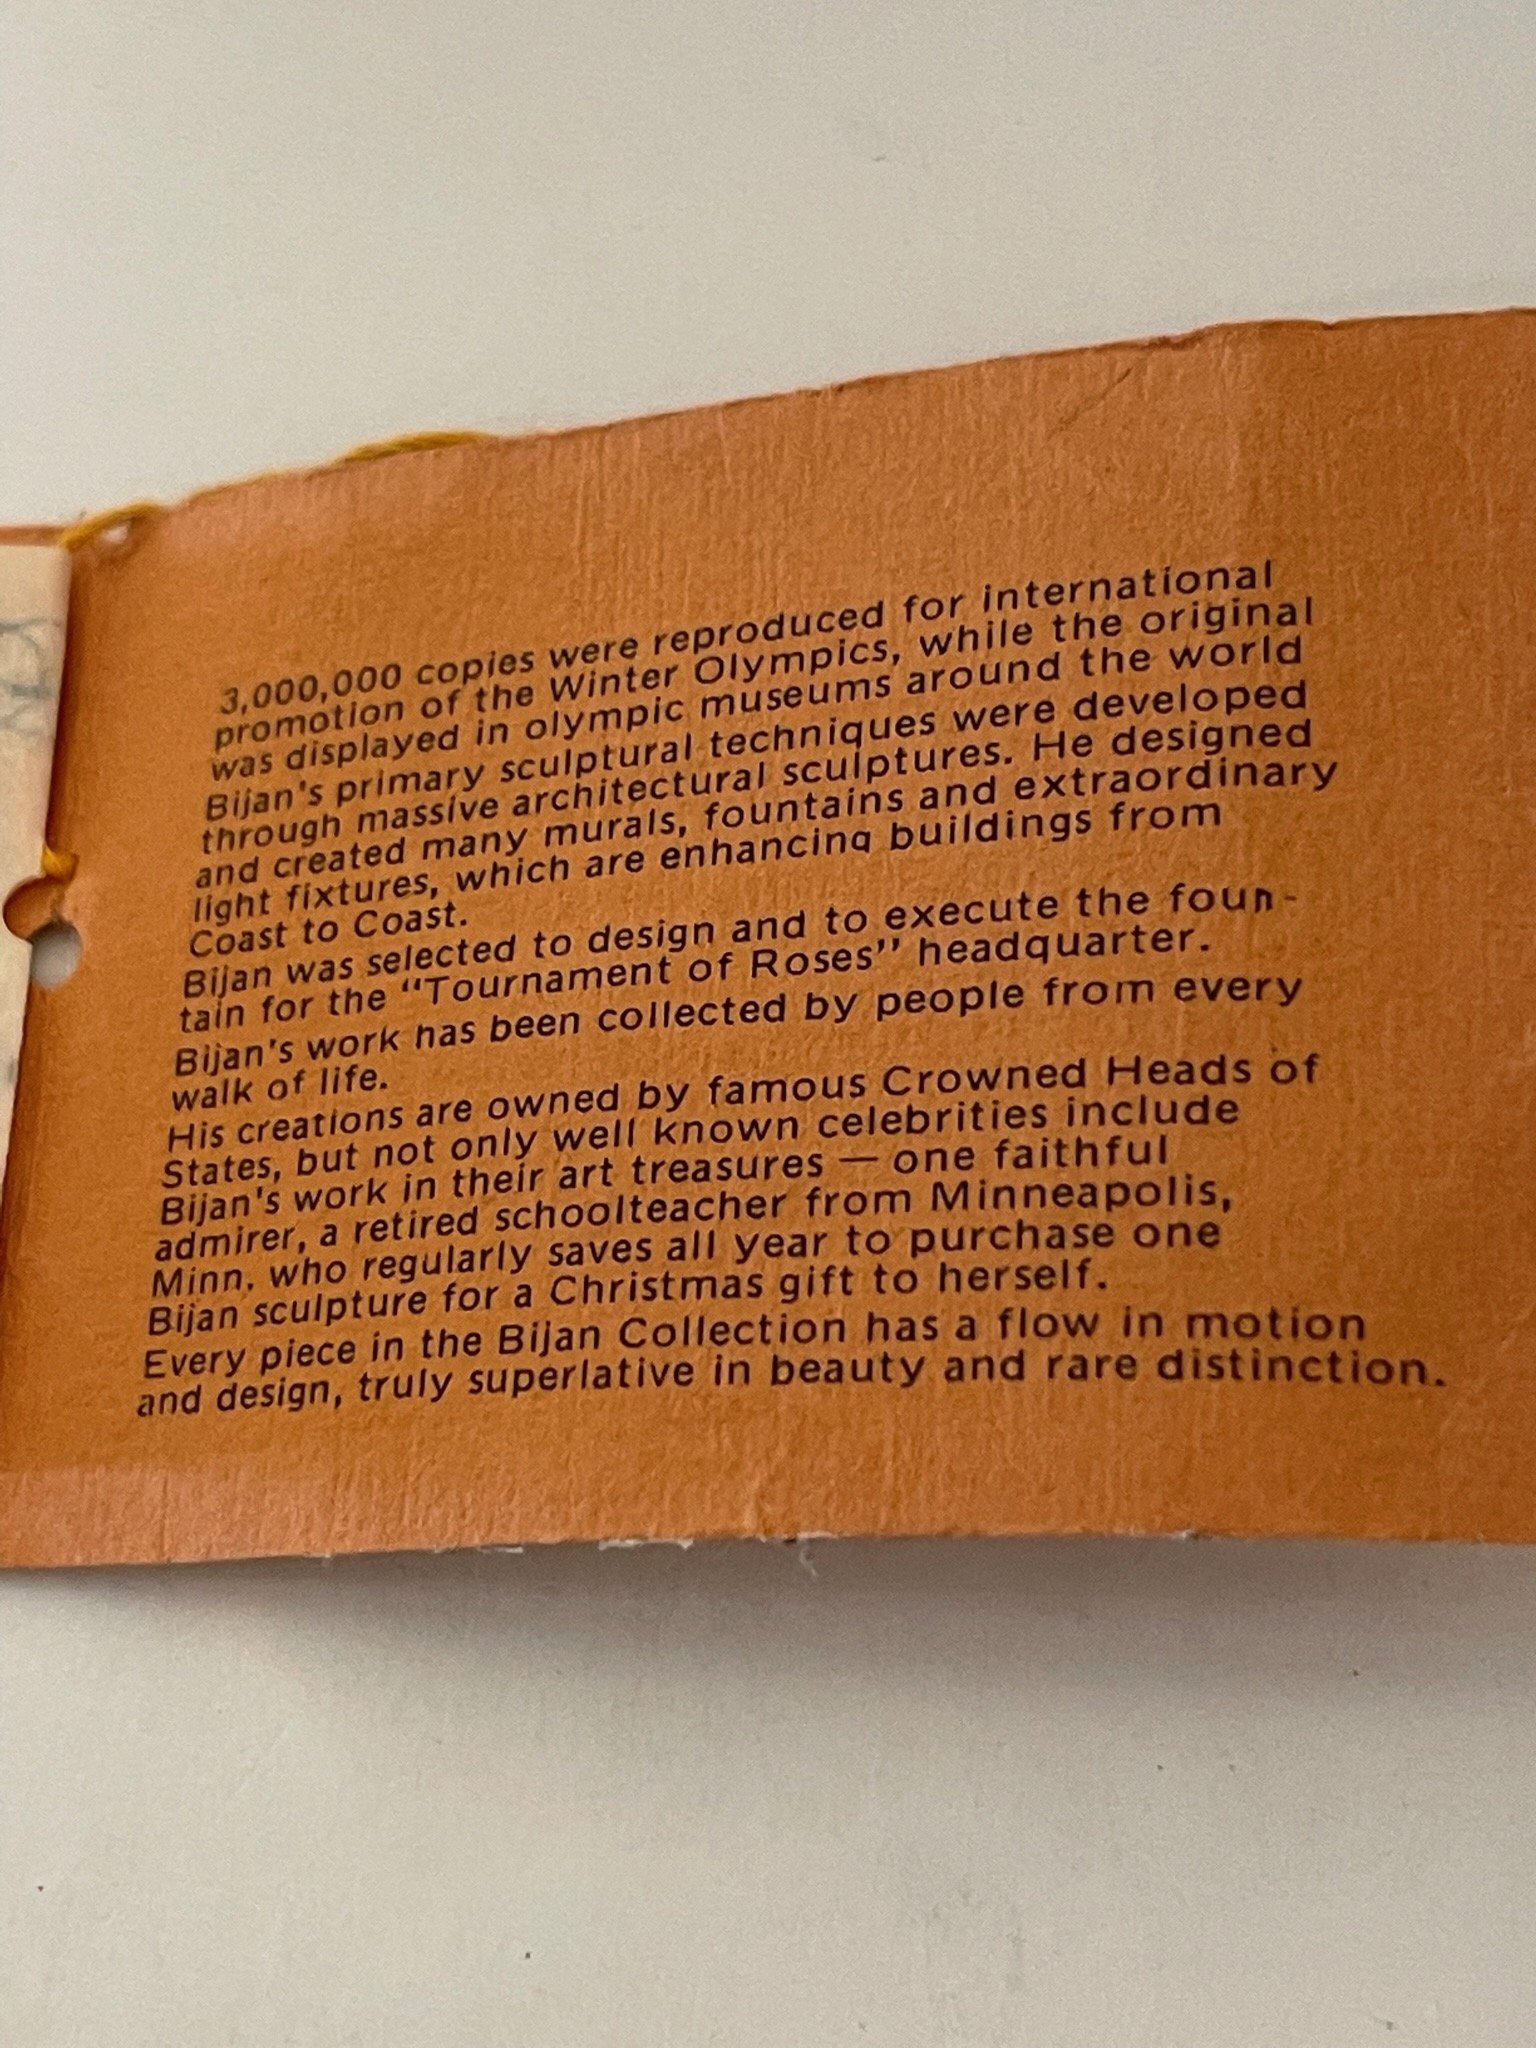 3,000,000 copies were reproduced for international
promotion of the Winter Olympics, while the original
was displayed in olympic museums around the world
Bijan's primary sculptural techniques were developed
through massive architectural sculptures. He designed
and created many murals, fountains and extraordinary
light fixtures, which are enhancing buildings from
Coast to Coast.
Bijan was selected to design and to execute the foun-
tain for the "Tournament of Roses" headquarter.
Bijan's work has been collected by people from every
walk of life.
His creations are owned by famous Crowned Heads of
States, but not only well known celebrities include
Bijan's work in their art treasures — one faithful
admirer, a retired schoolteacher from Minneapolis,
Minn. who regularly saves all year to purchase one
Bijan sculpture for a Christmas gift to herself.
Every piece in the Bijan Collection has a flow in motion
and design, truly superlative in beauty and rare distinction.